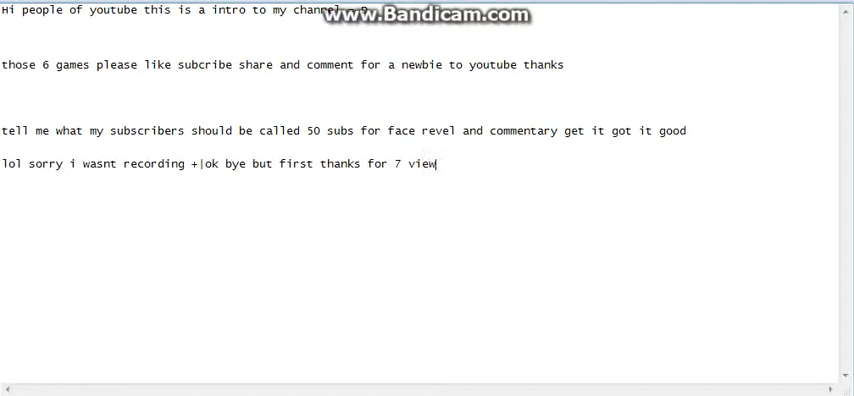 Hi people of youtube this is a intro to my channel
www.Bandicam.com
those 6 games please like subcribe share and comment for a newbie to youtube thanks
tell me what my subscribers should be called 50 subs for face revel and commentary get it got it good
lol sorry i wasnt recording +|ok bye but first thanks for 7 view